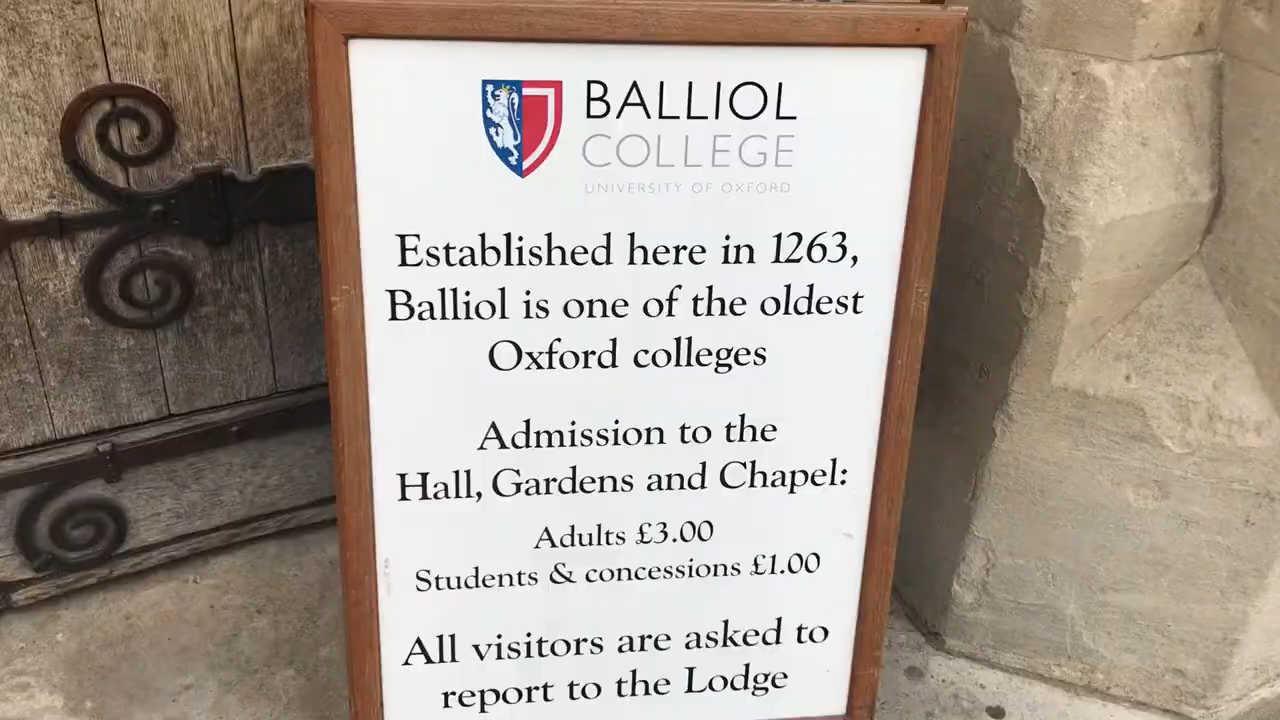 BALLIOL
COLLEGE
UNIVERSITY OF OXFORD
Established here in 1263,
Balliol is one of the oldest
Oxford colleges
Admission to the
Hall, Gardens and Chapel:
Adults £3.00
Students & concessions £1.00
All visitors are asked to
report to the Lodge